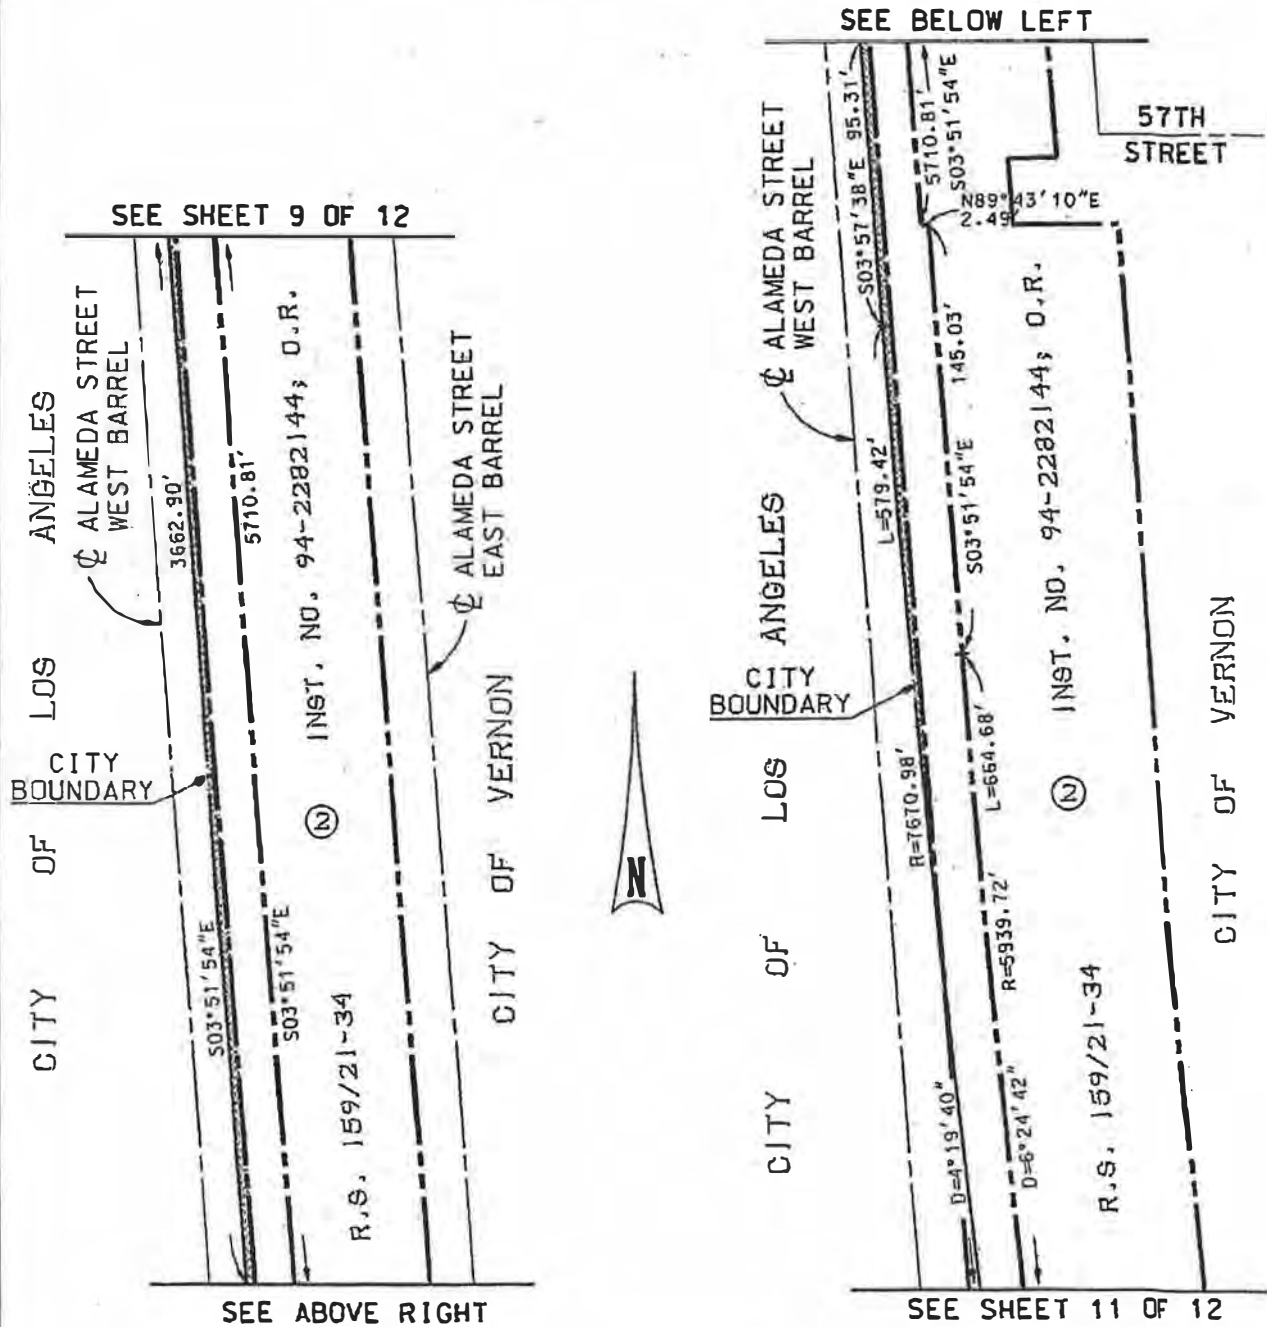 SEE SHEET 9 OF 12
CITY OF LOS ANGELES
℄ ALAMEDA STREET
WEST BARREL
3662.90'
5710.81'
INST. NO. 94-2282144; O.R.
℄ ALAMEDA STREET
EAST BARREL
CITY
BOUNDARY
2
CITY OF VERNON
S03°51'54"E
S03°51'54"E
R.S. 159/21-34
SEE ABOVE RIGHT
N
SEE BELOW LEFT
℄ ALAMEDA STREET
WEST BARREL
S03°57'38"E 95.31'
5710.81'
S03°51'54"E
57TH
STREET
N89°43'10"E
2.49'
145.03'
S03°51'54"E
L=579.42'
INST. NO. 94-2282144; O.R.
CITY OF LOS ANGELES
CITY
BOUNDARY
R=7670.98'
L=664.68'
2
CITY OF VERNON
R=5939.72'
D=4°19'40"
D=6°24'42"
R.S. 159/21-34
SEE SHEET 11 OF 12